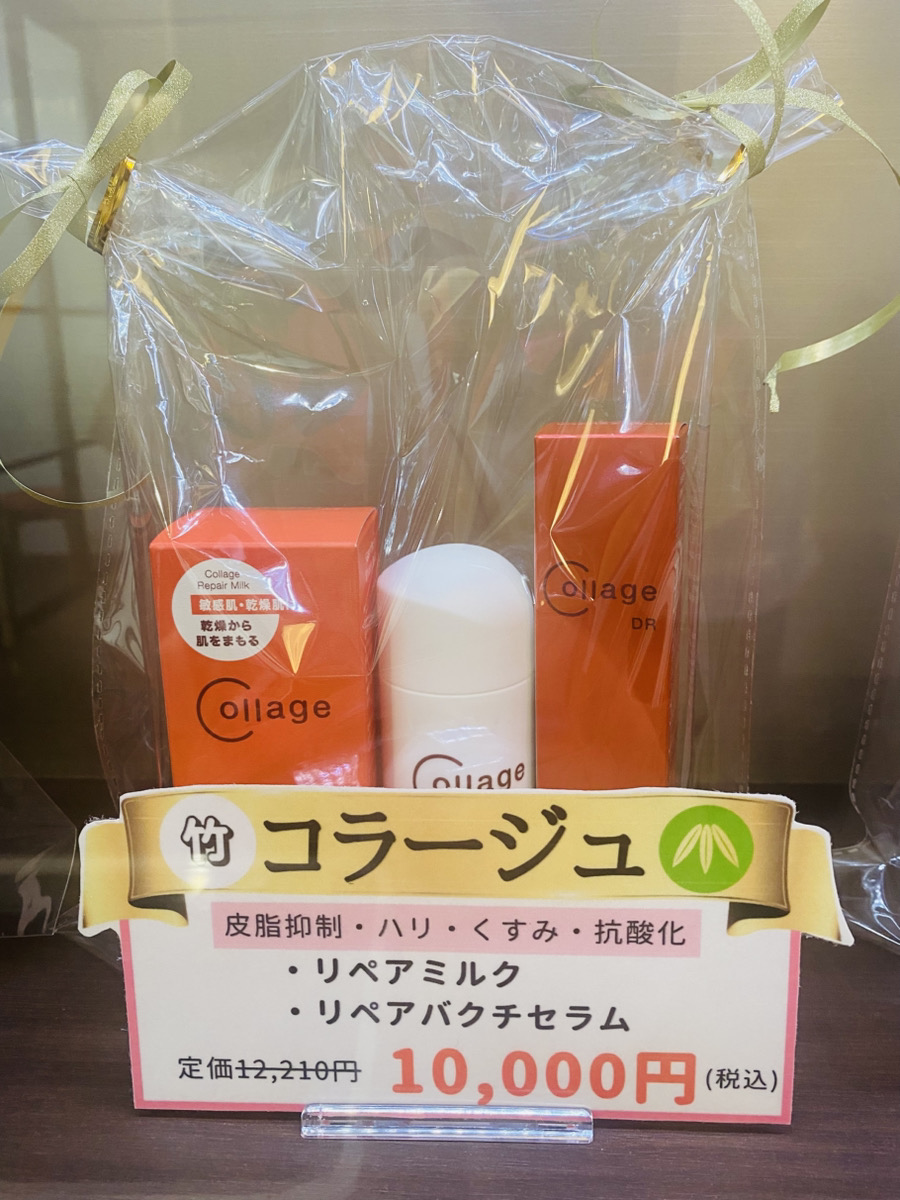 Collage
Repair Milk
敏感肌・乾燥肌
乾燥から
肌をまもる
Collage
Collage
Collage
DR
竹 コラージュ
皮脂抑制・ハリ・くすみ・抗酸化
・リペアミルク
・リペアバクチセラム
定価12,210円 10,000円(税込)